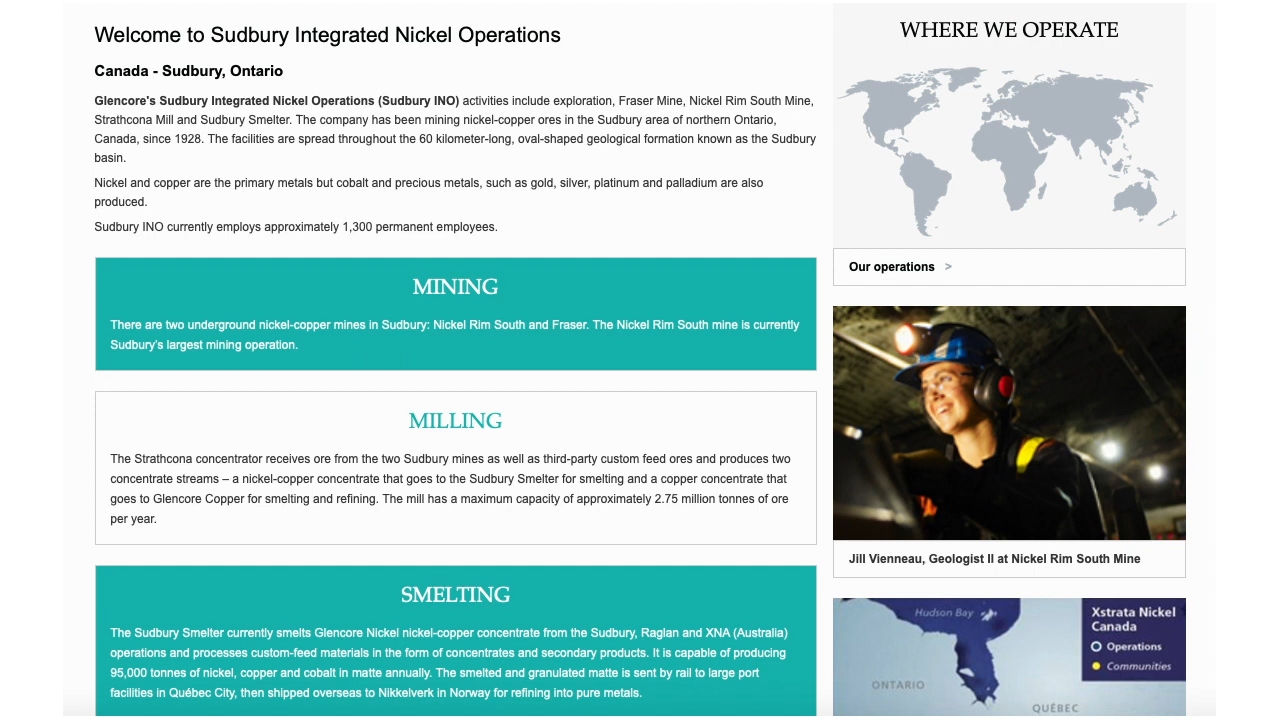 Welcome to Sudbury Integrated Nickel Operations
Canada - Sudbury, Ontario
Glencore's Sudbury Integrated Nickel Operations (Sudbury INO) activities include exploration, Fraser Mine, Nickel Rim South Mine,
Strathcona Mill and Sudbury Smelter. The company has been mining nickel-copper ores in the Sudbury area of northern Ontario,
Canada, since 1928. The facilities are spread throughout the 60 kilometer-long, oval-shaped geological formation known as the Sudbury
basin.
Nickel and copper are the primary metals but cobalt and precious metals, such as gold, silver, platinum and palladium are also
produced.
Sudbury INO currently employs approximately 1,300 permanent employees.
MINING
There are two underground nickel-copper mines in Sudbury: Nickel Rim South and Fraser. The Nickel Rim South mine is currently
Sudbury's largest mining operation.
MILLING
The Strathcona concentrator receives ore from the two Sudbury mines as well as third-party custom feed ores and produces two
concentrate streams – a nickel-copper concentrate that goes to the Sudbury Smelter for smelting and a copper concentrate that
goes to Glencore Copper for smelting and refining. The mill has a maximum capacity of approximately 2.75 million tonnes of ore
per year.
SMELTING
The Sudbury Smelter currently smelts Glencore Nickel nickel-copper concentrate from the Sudbury, Raglan and XNA (Australia)
operations and processes custom-feed materials in the form of concentrates and secondary products. It is capable of producing
95,000 tonnes of nickel, copper and cobalt in matte annually. The smelted and granulated matte is sent by rail to large port
facilities in Québec City, then shipped overseas to Nikkelverk in Norway for refining into pure metals.
WHERE WE OPERATE
Our operations >
Jill Vienneau, Geologist II at Nickel Rim South Mine
Hudson Bay
Xstrata Nickel
Canada
Operations
Communities
ONTARIO
QUÉBEC